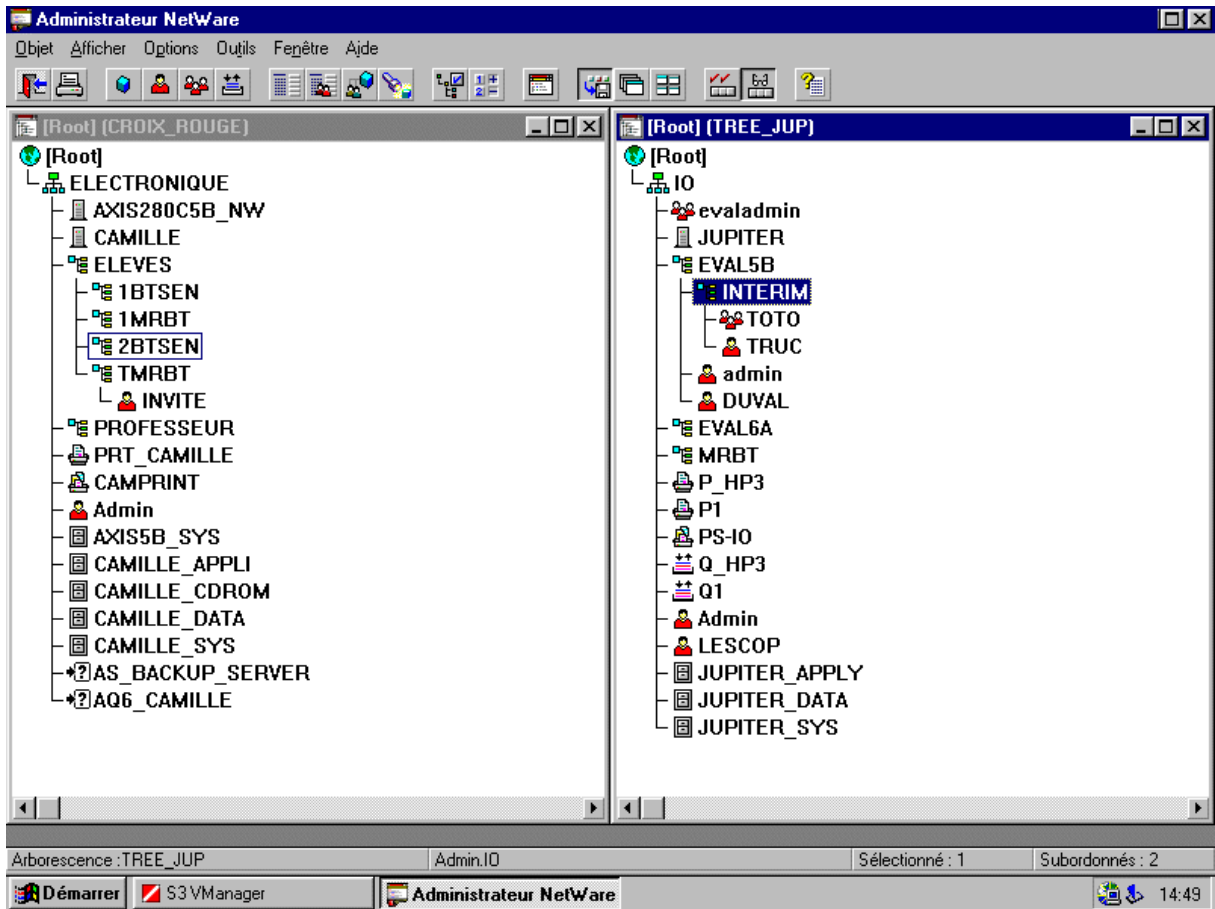 Administrateur NetWare
Objet Afficher Options Outils Fenêtre Aide
[Root] (CROIX_ROUGE)
[Root]
ELECTRONIQUE
AXIS280C5B_NW
CAMILLE
ELEVES
1BTSEN
1MRBT
2BTSEN
TMRBT
INVITE
PROFESSEUR
PRT_CAMILLE
CAMPRINT
Admin
AXIS5B_SYS
CAMILLE_APPLI
CAMILLE_CDROM
CAMILLE_DATA
CAMILLE_SYS
AS_BACKUP_SERVER
AQ6_CAMILLE
[Root] (TREE_JUP)
[Root]
IO
evaladmin
JUPITER
EVAL5B
INTERIM
TOTO
TRUC
admin
DUVAL
EVAL6A
MRBT
P_HP3
P1
PS-IO
Q_HP3
Q1
Admin
LESCOP
JUPITER_APPLY
JUPITER_DATA
JUPITER_SYS
Arborescence :TREE_JUP Admin.IO Sélectionné : 1 Subordonnés : 2
Démarrer S3 VManager Administrateur NetWare 14:49